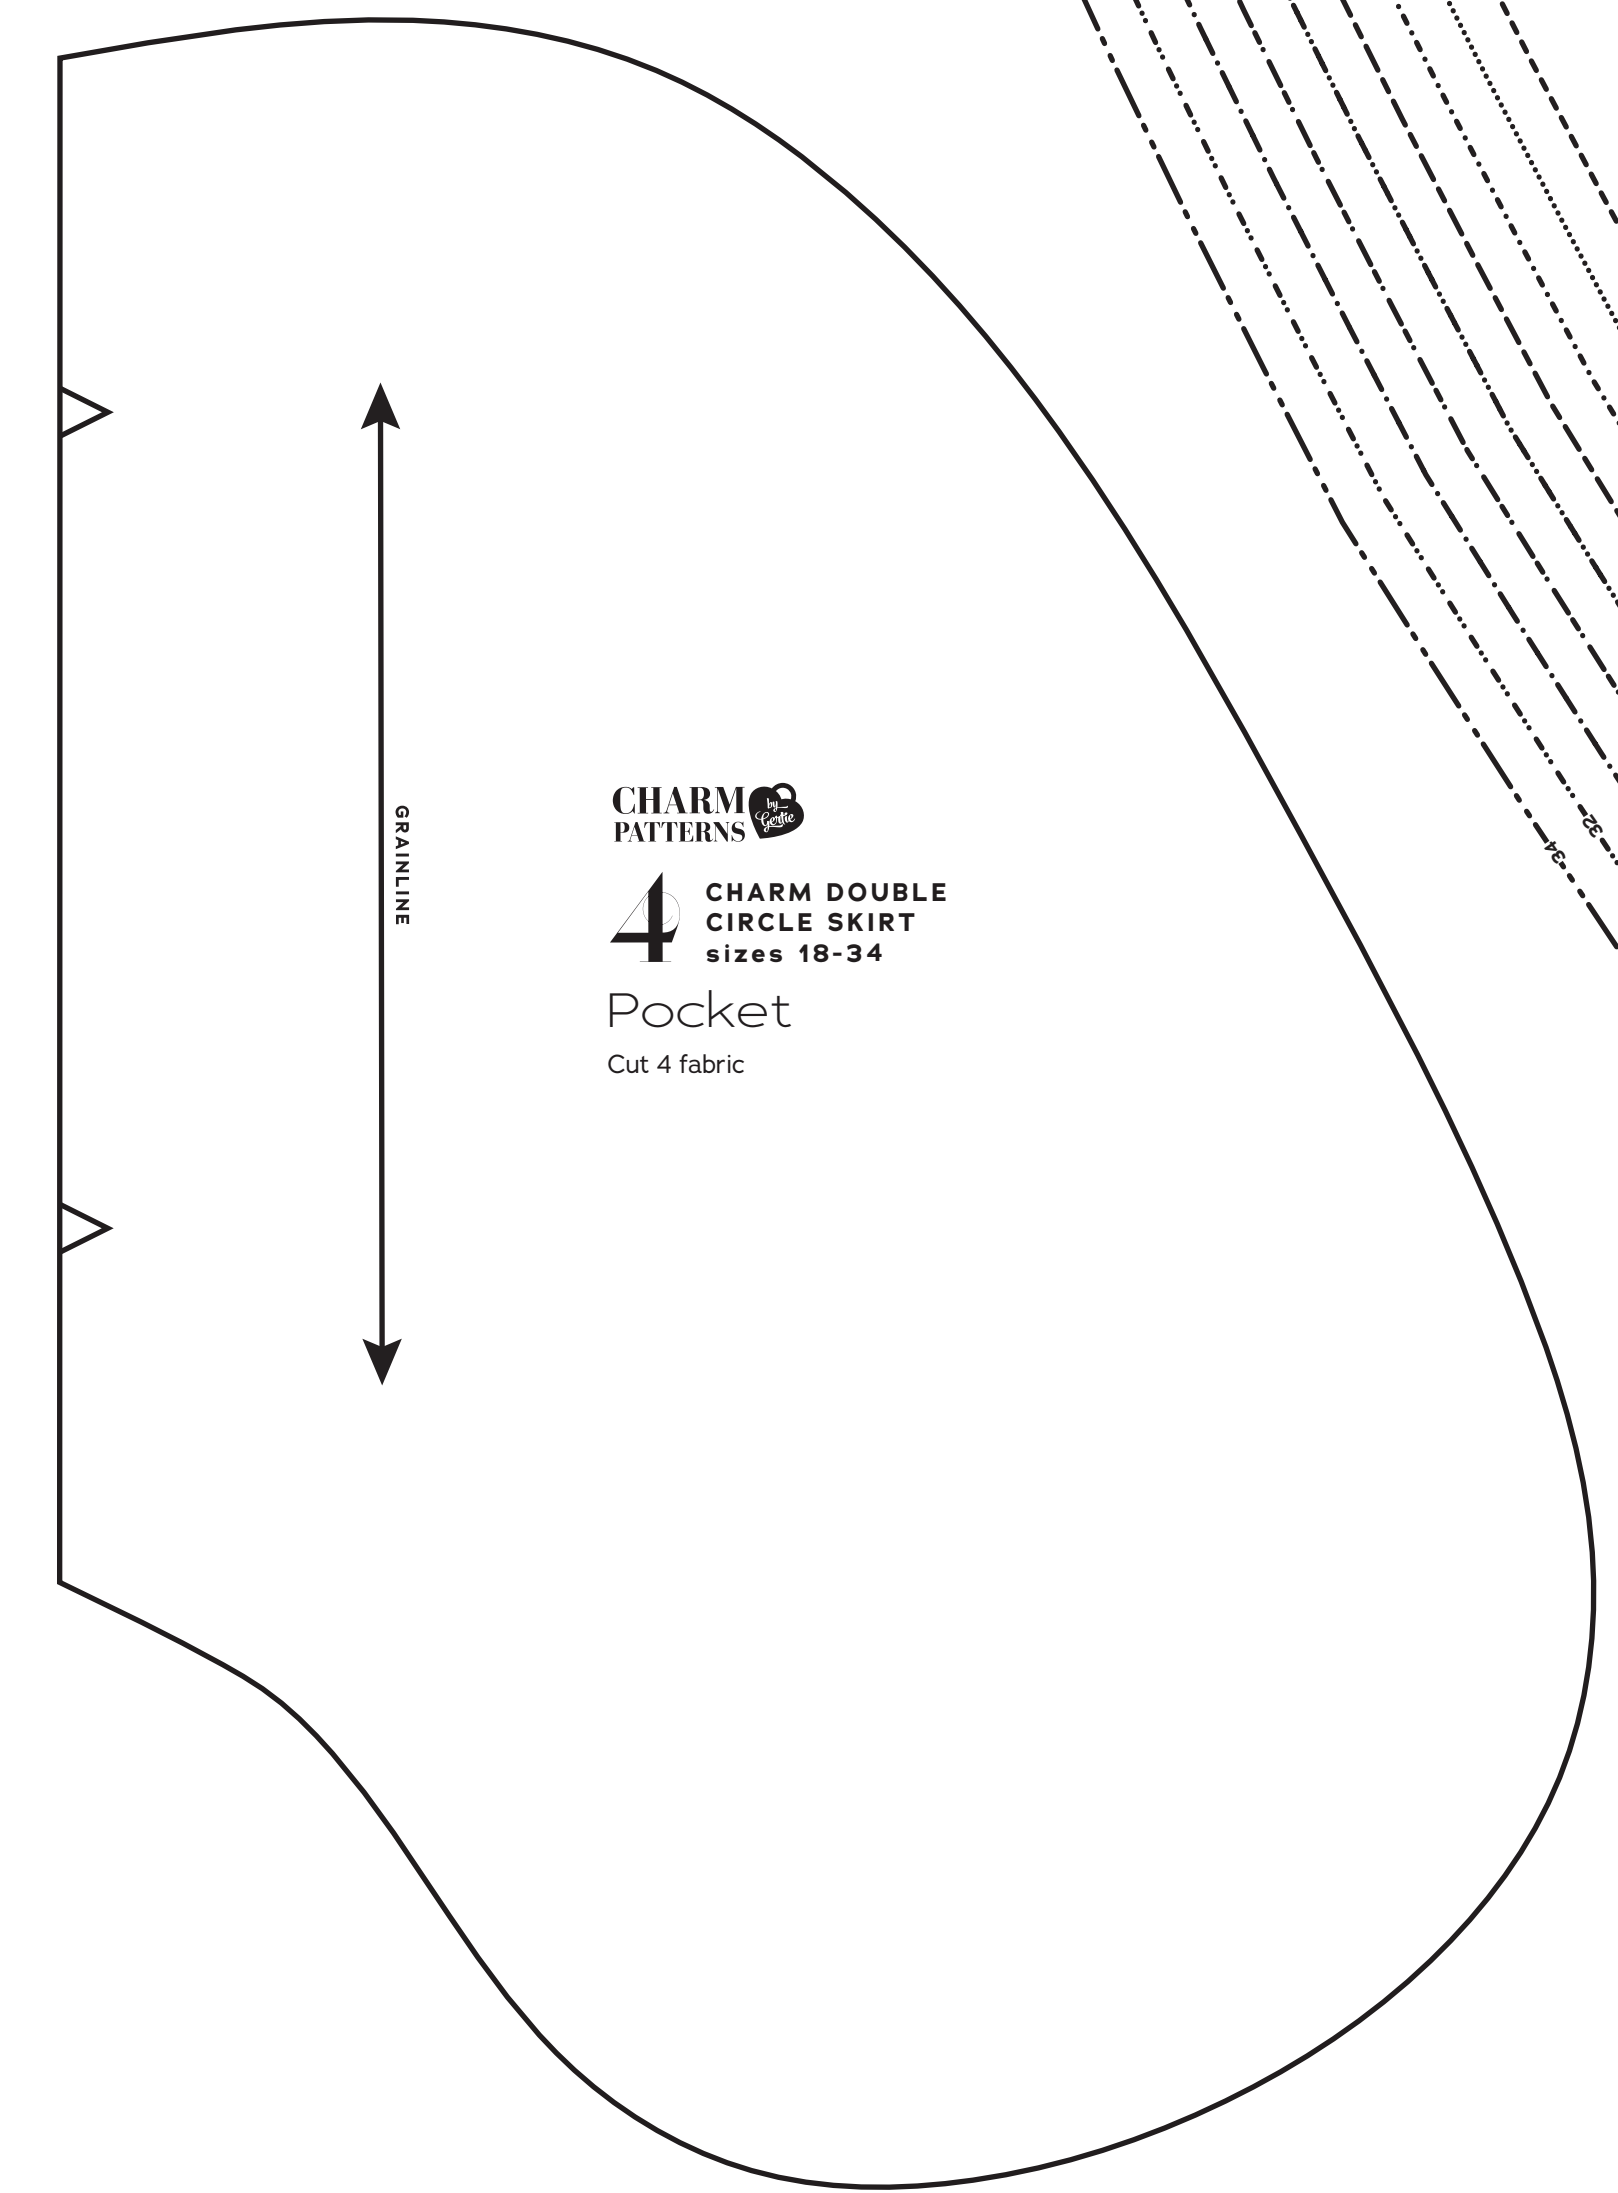 GRAINLINE
CHARM
PATTERNS
by
Gertie
4
CHARM DOUBLE
CIRCLE SKIRT
sizes 18-34
Pocket
Cut 4 fabric
32
34